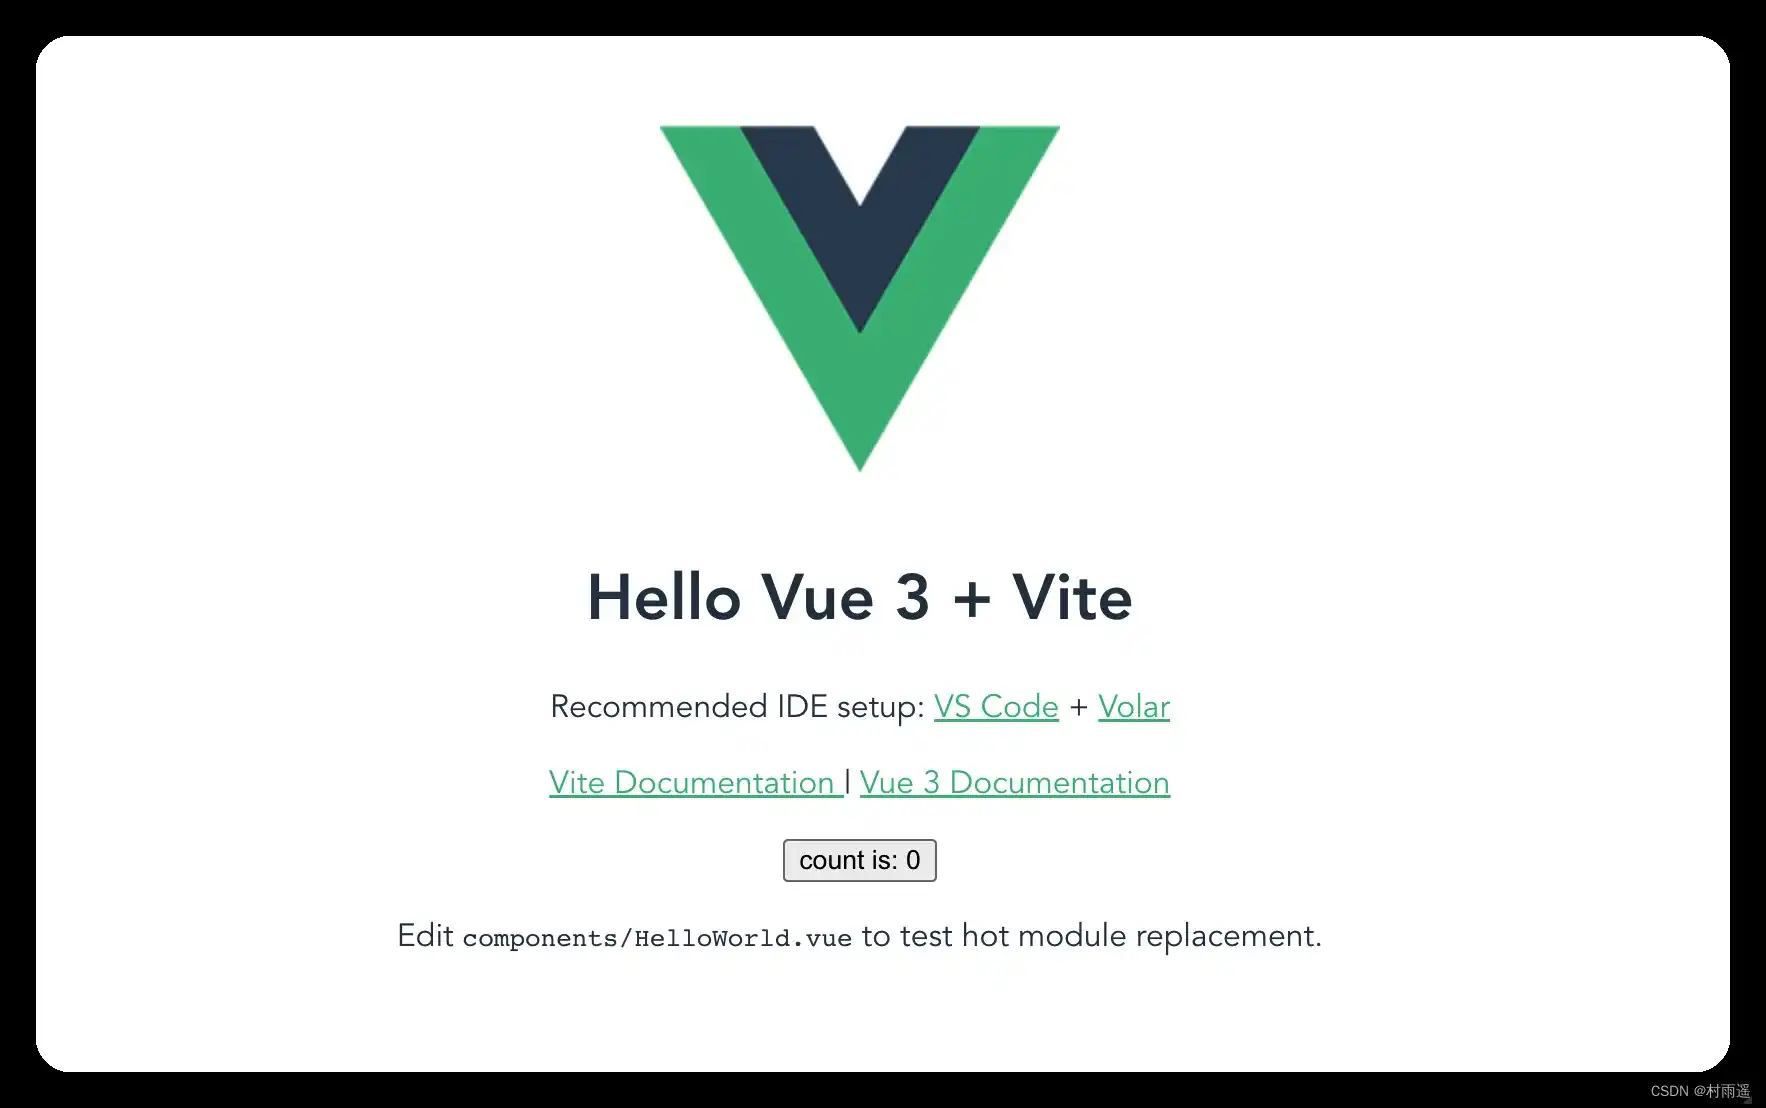 Hello Vue 3 + Vite
Recommended IDE setup: VS Code + Volar
Vite Documentation | Vue 3 Documentation
count is: 0
Edit components/HelloWorld.vue to test hot module replacement.
CSDN @村雨遥